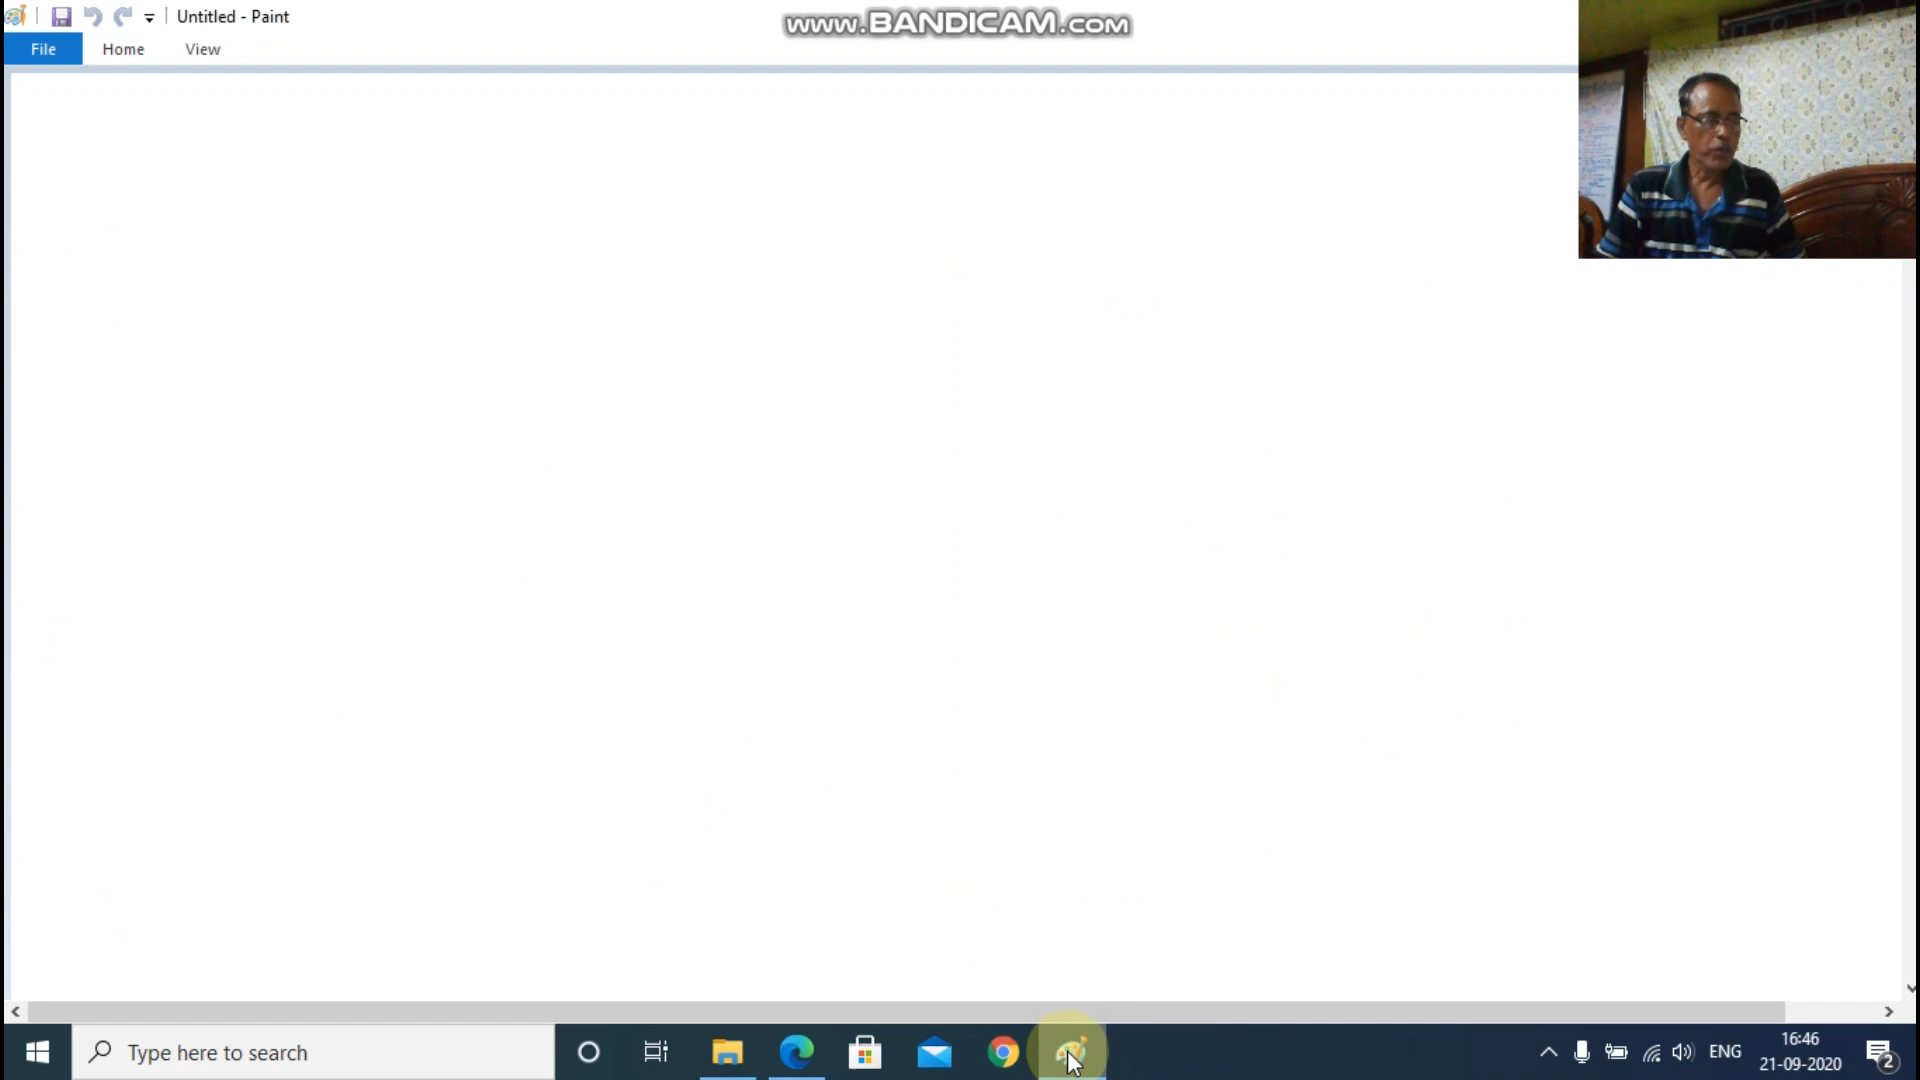 Untitled - Paint
www.BANDICAM.com
File Home View
Type here to search
ENG
16:46
21-09-2020
2